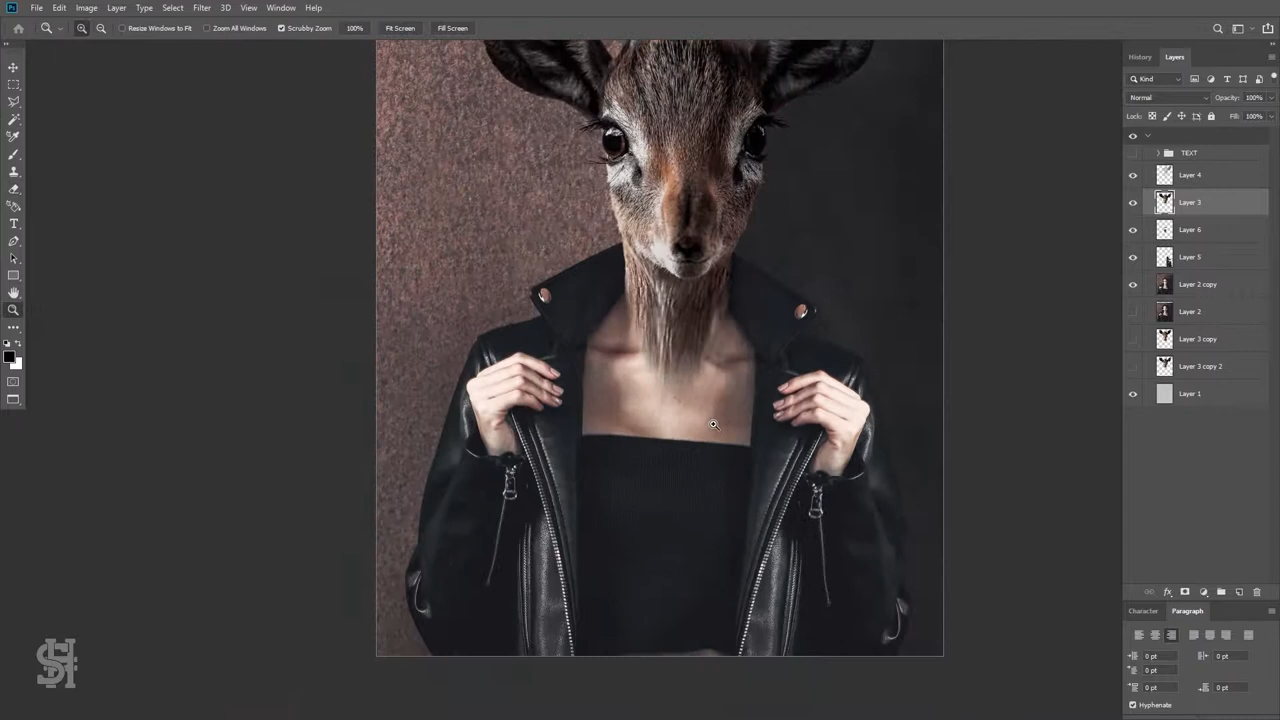 Ps File Edit Image Layer Type Select Filter 3D View Window Help
Resize Windows to Fit Zoom All Windows Scrubby Zoom 100% Fit Screen Fill Screen
History Layers
Kind
Normal Opacity: 100%
Lock: Fill: 100%
TEXT
Layer 4
Layer 3
Layer 6
Layer 5
Layer 2 copy
Layer 2
Layer 3 copy
Layer 3 copy 2
Layer 1
fx
Character Paragraph
0 pt 0 pt
0 pt
0 pt 0 pt
Hyphenate